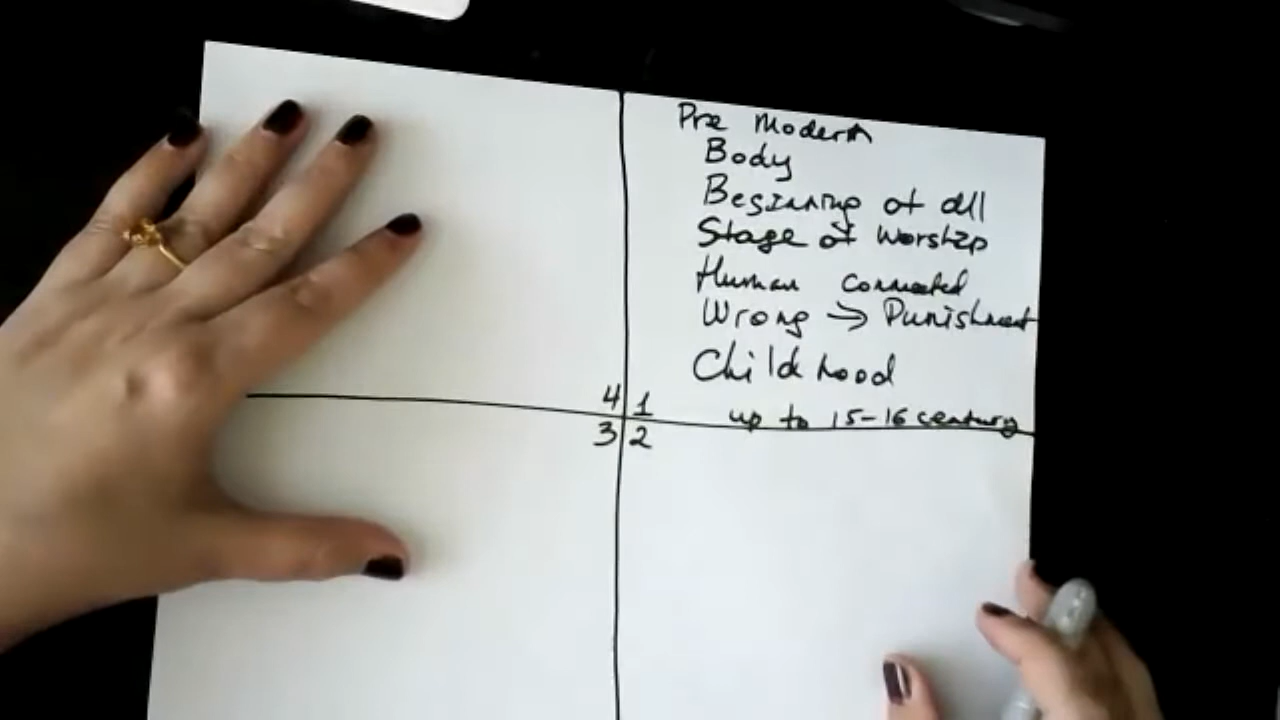 Pre Modern
Body
Beginning of all
Stage of Worship
Human connected
Wrong → Punishment
Childhood
up to 15-16 century
4 1
3 2